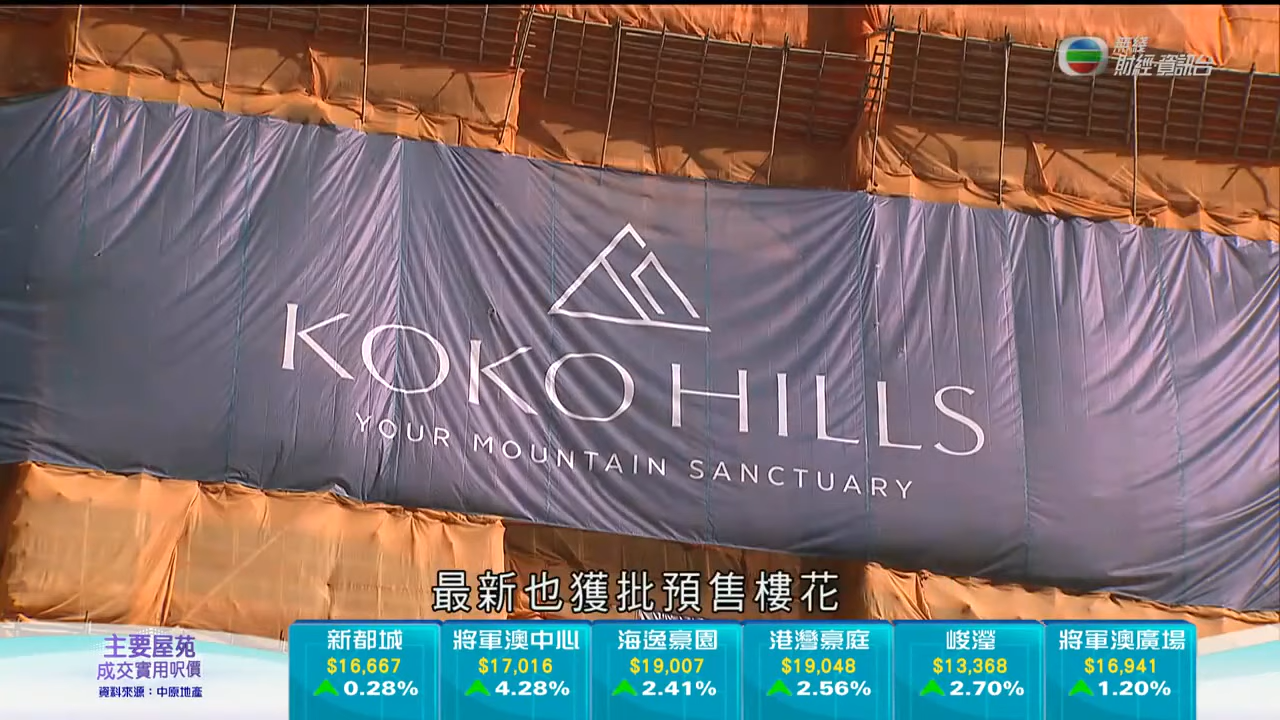 無綫
財經·資訊台
KOKO HILLS
YOUR MOUNTAIN SANCTUARY
最新也獲批預售樓花
主要屋苑
成交實用呎價
資料來源：中原地產
新都城
$16,667
0.28%
將軍澳中心
$17,016
4.28%
海逸豪園
$19,007
2.41%
港灣豪庭
$19,048
2.56%
峻瀅
$13,368
2.70%
將軍澳廣場
$16,941
1.20%